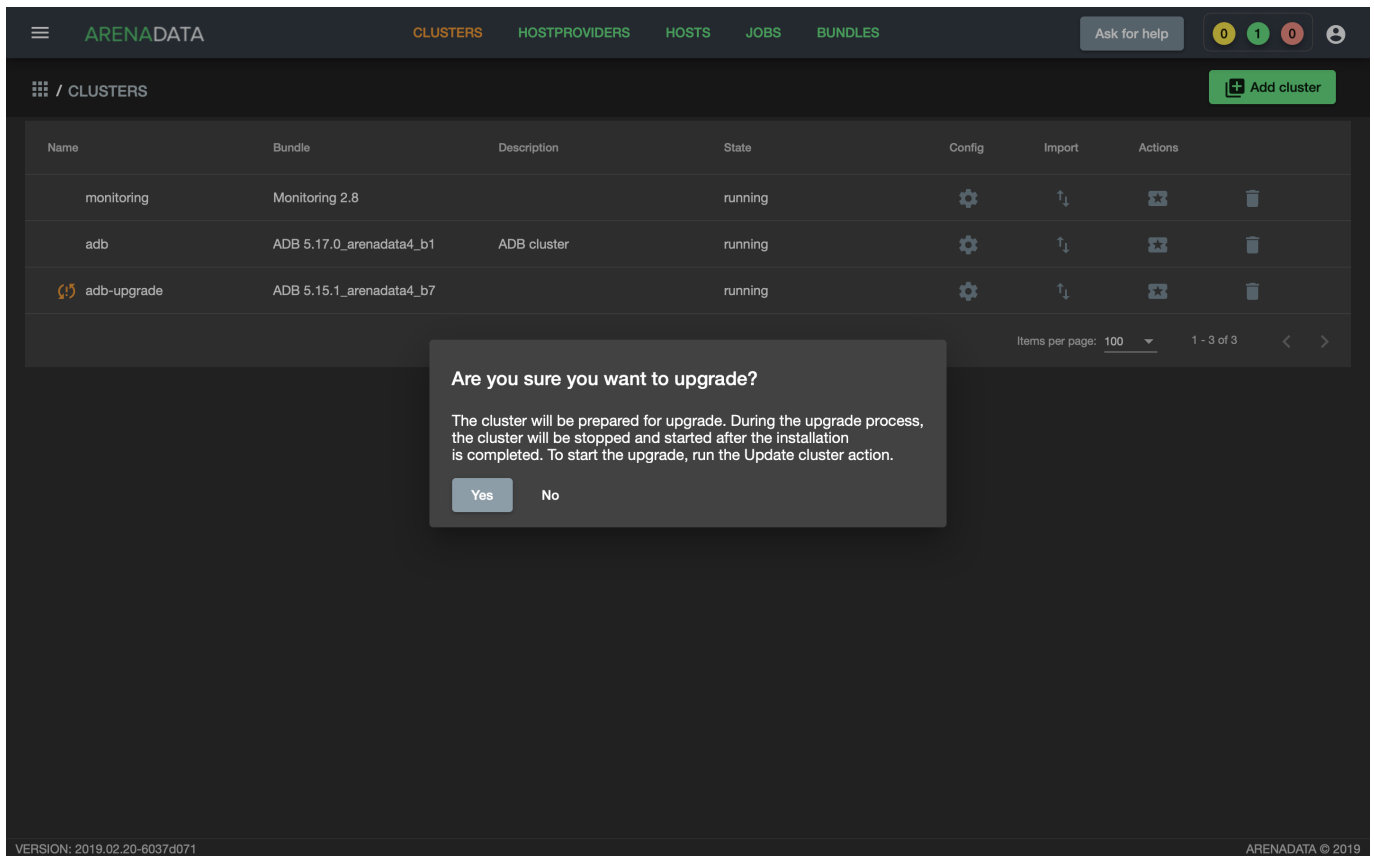 ARENADATA CLUSTERS HOSTPROVIDERS HOSTS JOBS BUNDLES Ask for help 0 1 0
/ CLUSTERS Add cluster
Name Bundle Description State Config Import Actions
monitoring Monitoring 2.8 running
adb ADB 5.17.0_arenadata4_b1 ADB cluster running
adb-upgrade ADB 5.15.1_arenadata4_b7 running
Items per page: 100 1 - 3 of 3
Are you sure you want to upgrade?
The cluster will be prepared for upgrade. During the upgrade process,
the cluster will be stopped and started after the installation
is completed. To start the upgrade, run the Update cluster action.
Yes No
VERSION: 2019.02.20-6037d071 ARENADATA © 2019